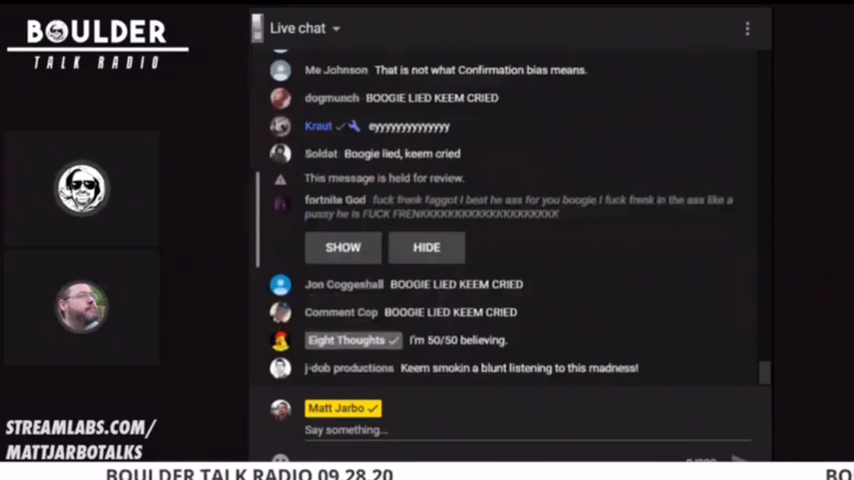 BOULDER
TALK RADIO
Live chat
Me Johnson That is not what Confirmation bias means.
dogmunch BOOGIE LIED KEEM CRIED
Kraut eyyyyyyyyyyyyy
Soldat Boogie lied, keem cried
This message is held for review.
fortnite God fuck frenk faggot I beat he ass for you boogie I fuck frenk in the ass like a
pussy he is FUCK FRENKKKKKKKKKKKKKKKKKKKK
SHOW HIDE
Jon Coggeshall BOOGIE LIED KEEM CRIED
Comment Cop BOOGIE LIED KEEM CRIED
Eight Thoughts I'm 50/50 believing.
j-dob productions Keem smokin a blunt listening to this madness!
Matt Jarbo
Say something...
STREAMLABS.COM/
MATTJARBOTALKS
BOULDER TALK RADIO 09.28.20 BO